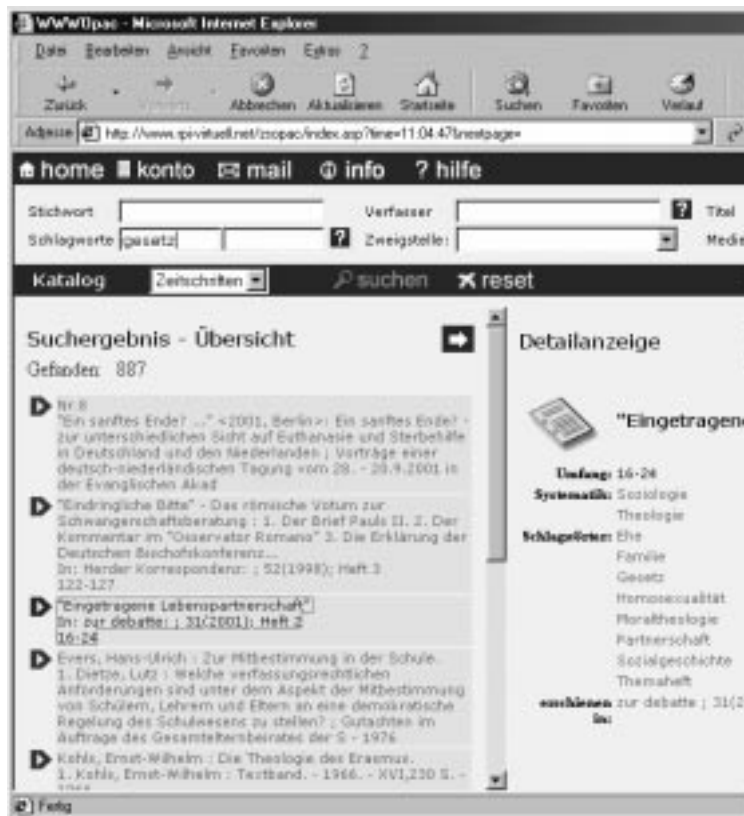 WWWOpac - Microsoft Internet Explorer
Datei Bearbeiten Ansicht Favoriten Extras ?
Zurück Abbrechen Aktualisieren Startseite Suchen Favoriten Verlauf
Adresse http://www.rpi-virtuell.net/zsopac/index.asp?time=11:04:47&nextpage=
home konto mail info ? hilfe
Stichwort Verfasser ? Titel
Schlagworte gesetz ? Zweigstelle: Medie
Katalog Zeitschriften suchen reset
Suchergebnis - Übersicht
Gefunden: 887
Nr.8
"Ein sanftes Ende? ..." <2001, Berlin>: Ein sanftes Ende? -
zur unterschiedlichen Sicht auf Euthanasie und Sterbehilfe
in Deutschland und den Niederlanden ; Vorträge einer
deutsch-niederländischen Tagung vom 28. - 20.9.2001 in
der Evanglischen Akad
"Eindringliche Bitte" - Das römische Votum zur
Schwangerschaftsberatung : 1. Der Brief Pauls II. 2. Der
Kommentar im "Osservator Romano" 3. Die Erklärung der
Deutschen Bischofskonferenz...
In: Herder Korrespondenz: ; 52(1998); Heft 3
122-127
"Eingetragene Lebenspartnerschaft"
In: zur debatte: ; 31(2001); Heft 2
16-24
Evers, Hans-Ulrich : Zur Mitbestimmung in der Schule.
1. Dietze, Lutz : Welche verfassungsrechtlichen
Anforderungen sind unter dem Aspekt der Mitbestimmung
von Schülern, Lehrern und Eltern an eine demokratische
Regelung des Schulwesens zu stellen? ; Gutachten im
Auftrage des Gesamtelternbeirates der S - 1976
Kohls, Ernst-Wilhelm : Die Theologie des Erasmus.
1. Kohls, Ernst-Wilhelm : Textband. - 1966. - XVI,230 S. -
Detailanzeige
"Eingetragene
Umfang: 16-24
Systematik: Soziologie
Theologie
Schlagwörter: Ehe
Familie
Gesetz
Homosexualität
Moraltheologie
Partnerschaft
Sozialgeschichte
Themaheft
erschienen zur debatte ; 31(2
in:
Fertig